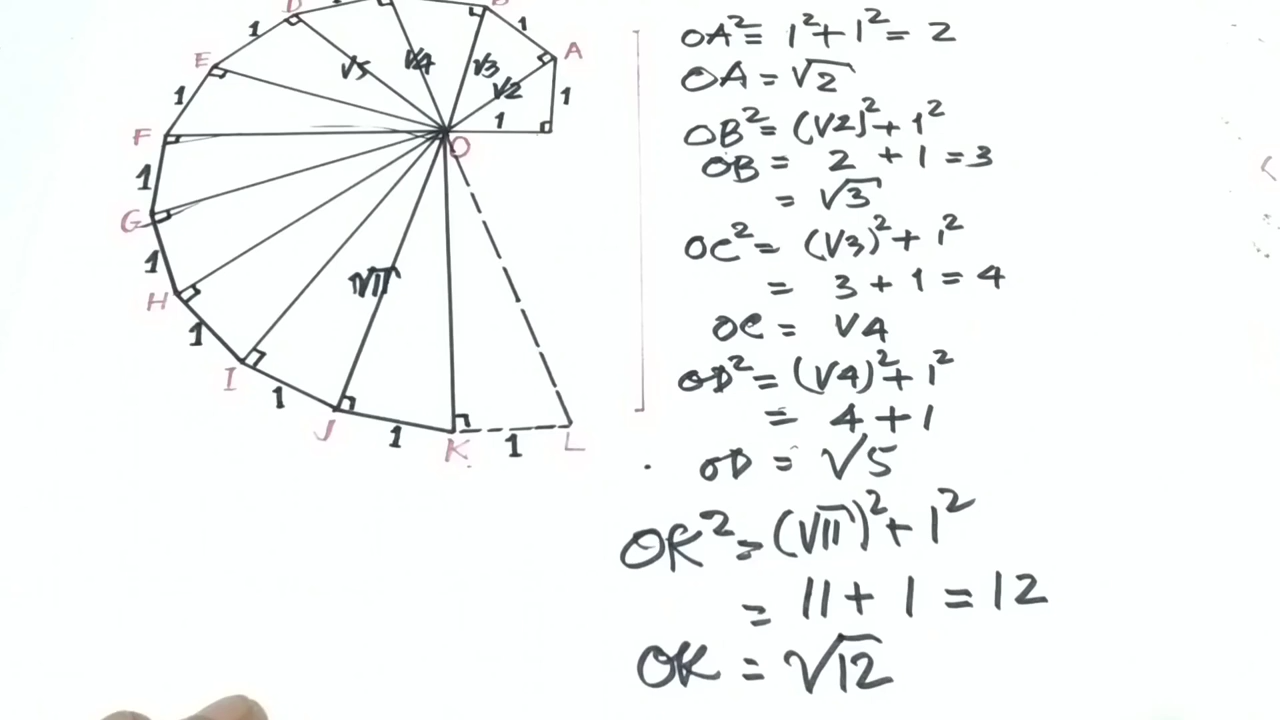 D
B
1
1
A
E
√5
√4
√3
√2
1
1
1
F
O
1
G
1
√11
H
1
I
1
J
1
K
1
L
OA² = 1² + 1² = 2
OA = √2
OB² = (√2)² + 1²
OB = 2 + 1 = 3
= √3
OC² = (√3)² + 1²
= 3 + 1 = 4
OC = √4
OD² = (√4)² + 1²
= 4 + 1
OD = √5
OK² = (√11)² + 1²
= 11 + 1 = 12
OK = √12